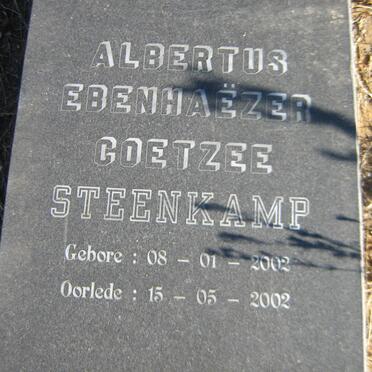 ALBERTUS
EBENHAËZER
COETZEE
STEENKAMP
Gebore : 08 - 01 - 2002
Oorlede : 15 - 05 - 2002